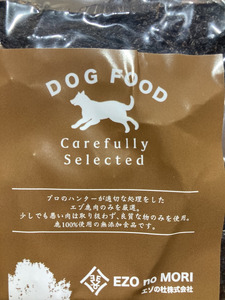 DOG FOOD
Carefully
Selected
プロのハンターが適切な処理をした
エゾ鹿肉のみを厳選。
少しでも悪い肉は取り扱わず、良質な物のみを使用。
鹿100%使用の無添加食品です。
EZO no MORI
エゾの杜株式会社